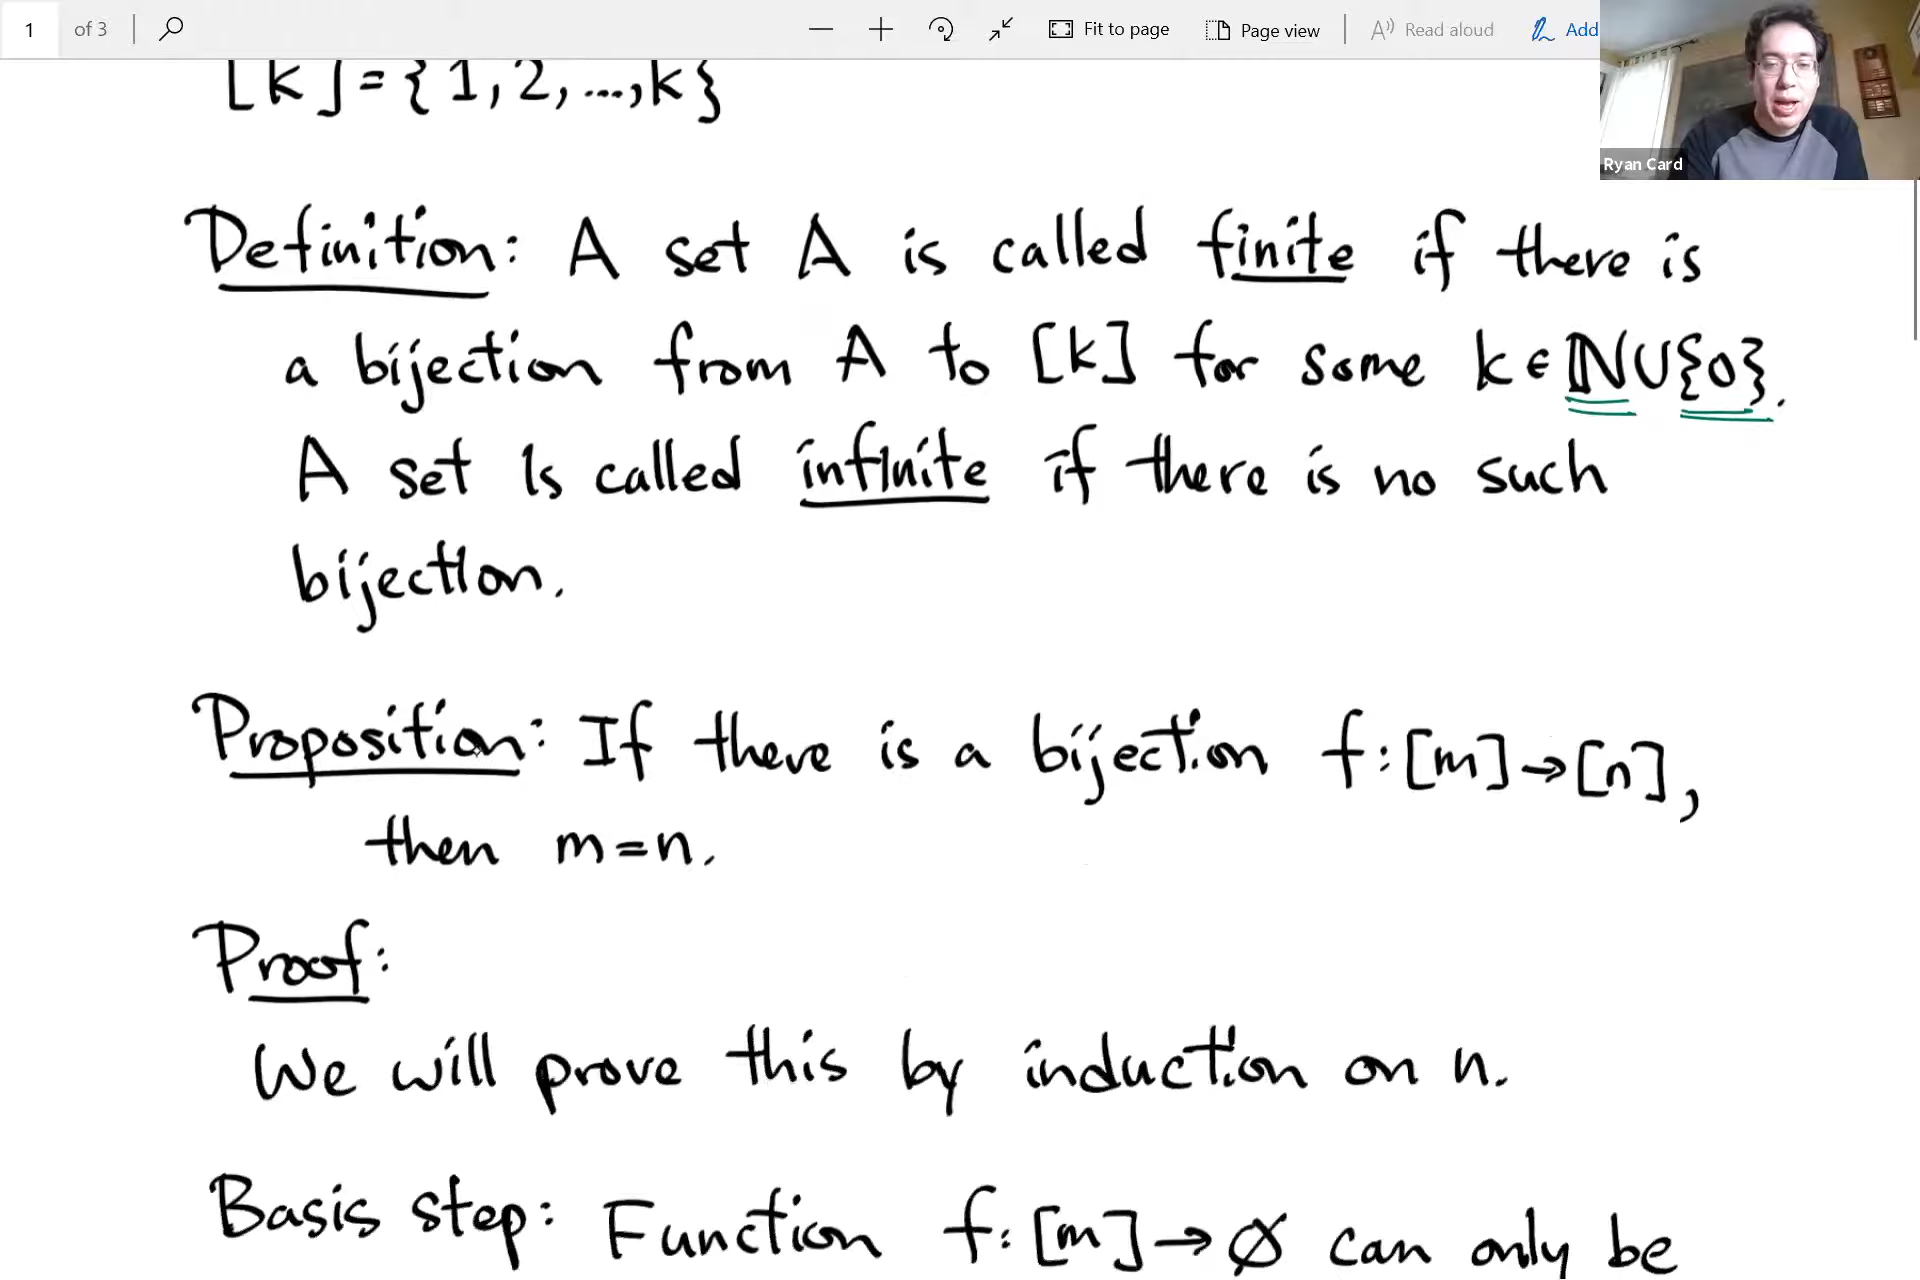 1 of 3 Fit to page Page view Read aloud Add
Ryan Card
[k]={1,2,...,k}
Definition: A set A is called finite if there is
a bijection from A to [k] for some k∈ℕ∪{0}.
A set is called infinite if there is no such
bijection.
Proposition: If there is a bijection f:[m]→[n],
then m=n.
Proof:
We will prove this by induction on n.
Basis step: Function f:[m]→∅ can only be